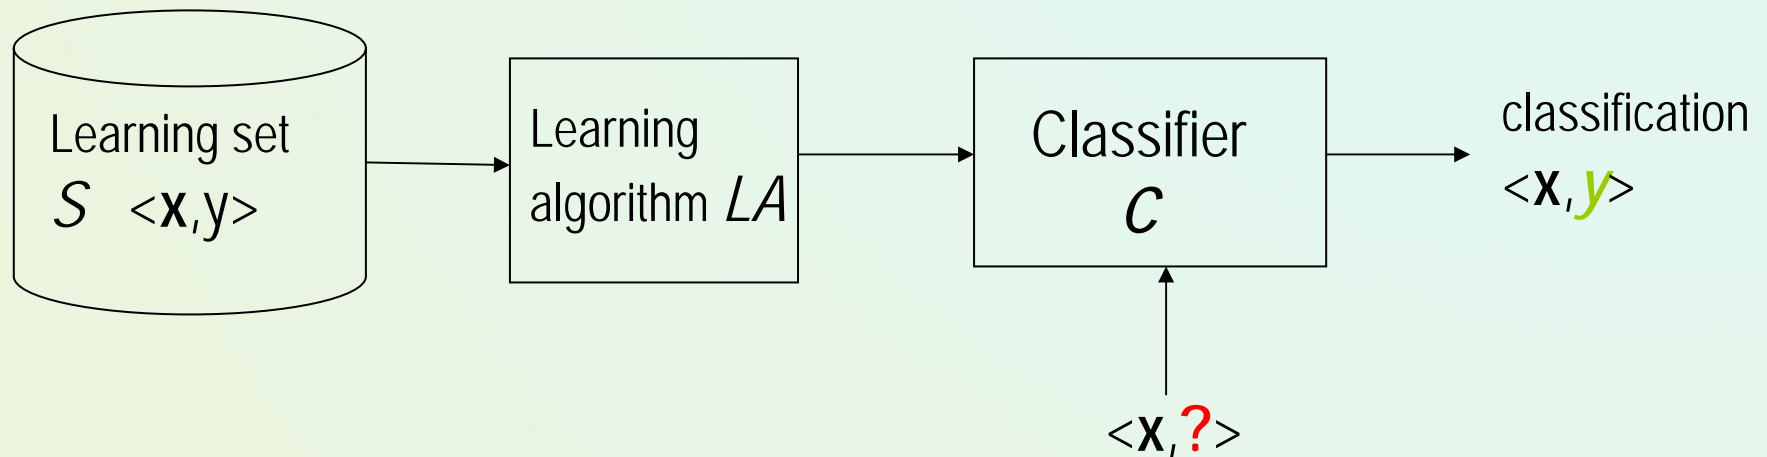 Learning set
S <x,y>
Learning
algorithm LA
Classifier
C
classification
<x,y>
<x,?>